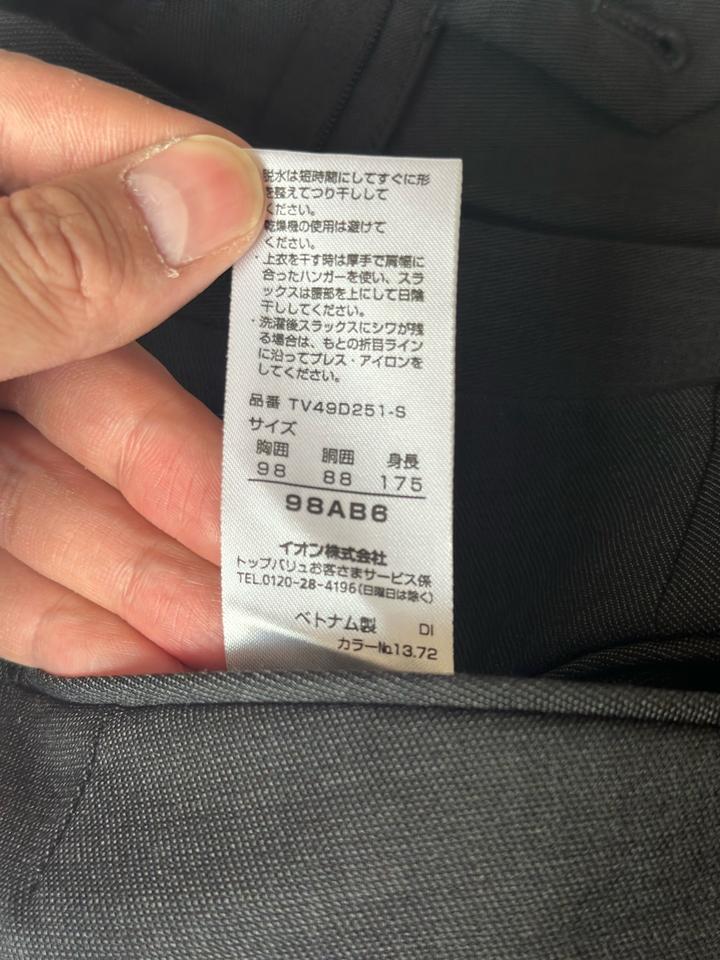 脱水は短時間にしてすぐに形
を整えてつり干しして
ください。
乾燥機の使用は避けて
ください。
・上衣を干す時は厚手で肩幅に
合ったハンガーを使い、スラ
ックスは腰部を上にして日陰
干ししてください。
・洗濯後スラックスにシワが残
る場合は、もとの折目ライン
に沿ってプレス・アイロンを
してください。
品番 TV49D251-S
サイズ
胸囲 胴囲 身長
98 88 175
98AB6
イオン株式会社
トップバリュお客さまサービス係
TEL.0120-28-4196(日曜日は除く)
ベトナム製 DI
カラーNo.13.72